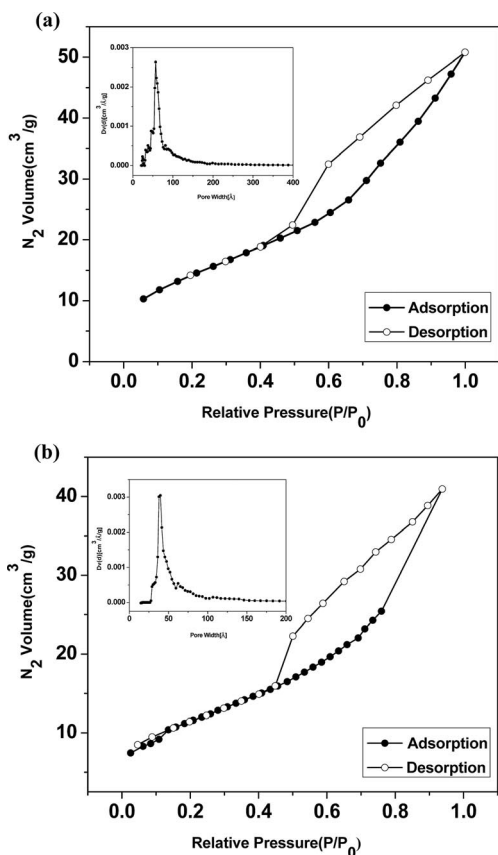 (a)
50
40
30
20
10
0
N2 Volume(cm3/g)
0.0 0.2 0.4 0.6 0.8 1.0
Relative Pressure(P/P0)
Adsorption
Desorption
0.003
0.002
0.001
0.000
Dv(d)[cm3/Å/g]
0 100 200 300 400
Pore Width[Å]
(b)
40
30
20
10
0
N2 Volume(cm3/g)
0.0 0.2 0.4 0.6 0.8 1.0
Relative Pressure(P/P0)
Adsorption
Desorption
0.003
0.002
0.001
0.000
Dv(d)[cm3/Å/g]
0 50 100 150 200
Pore Width[Å]